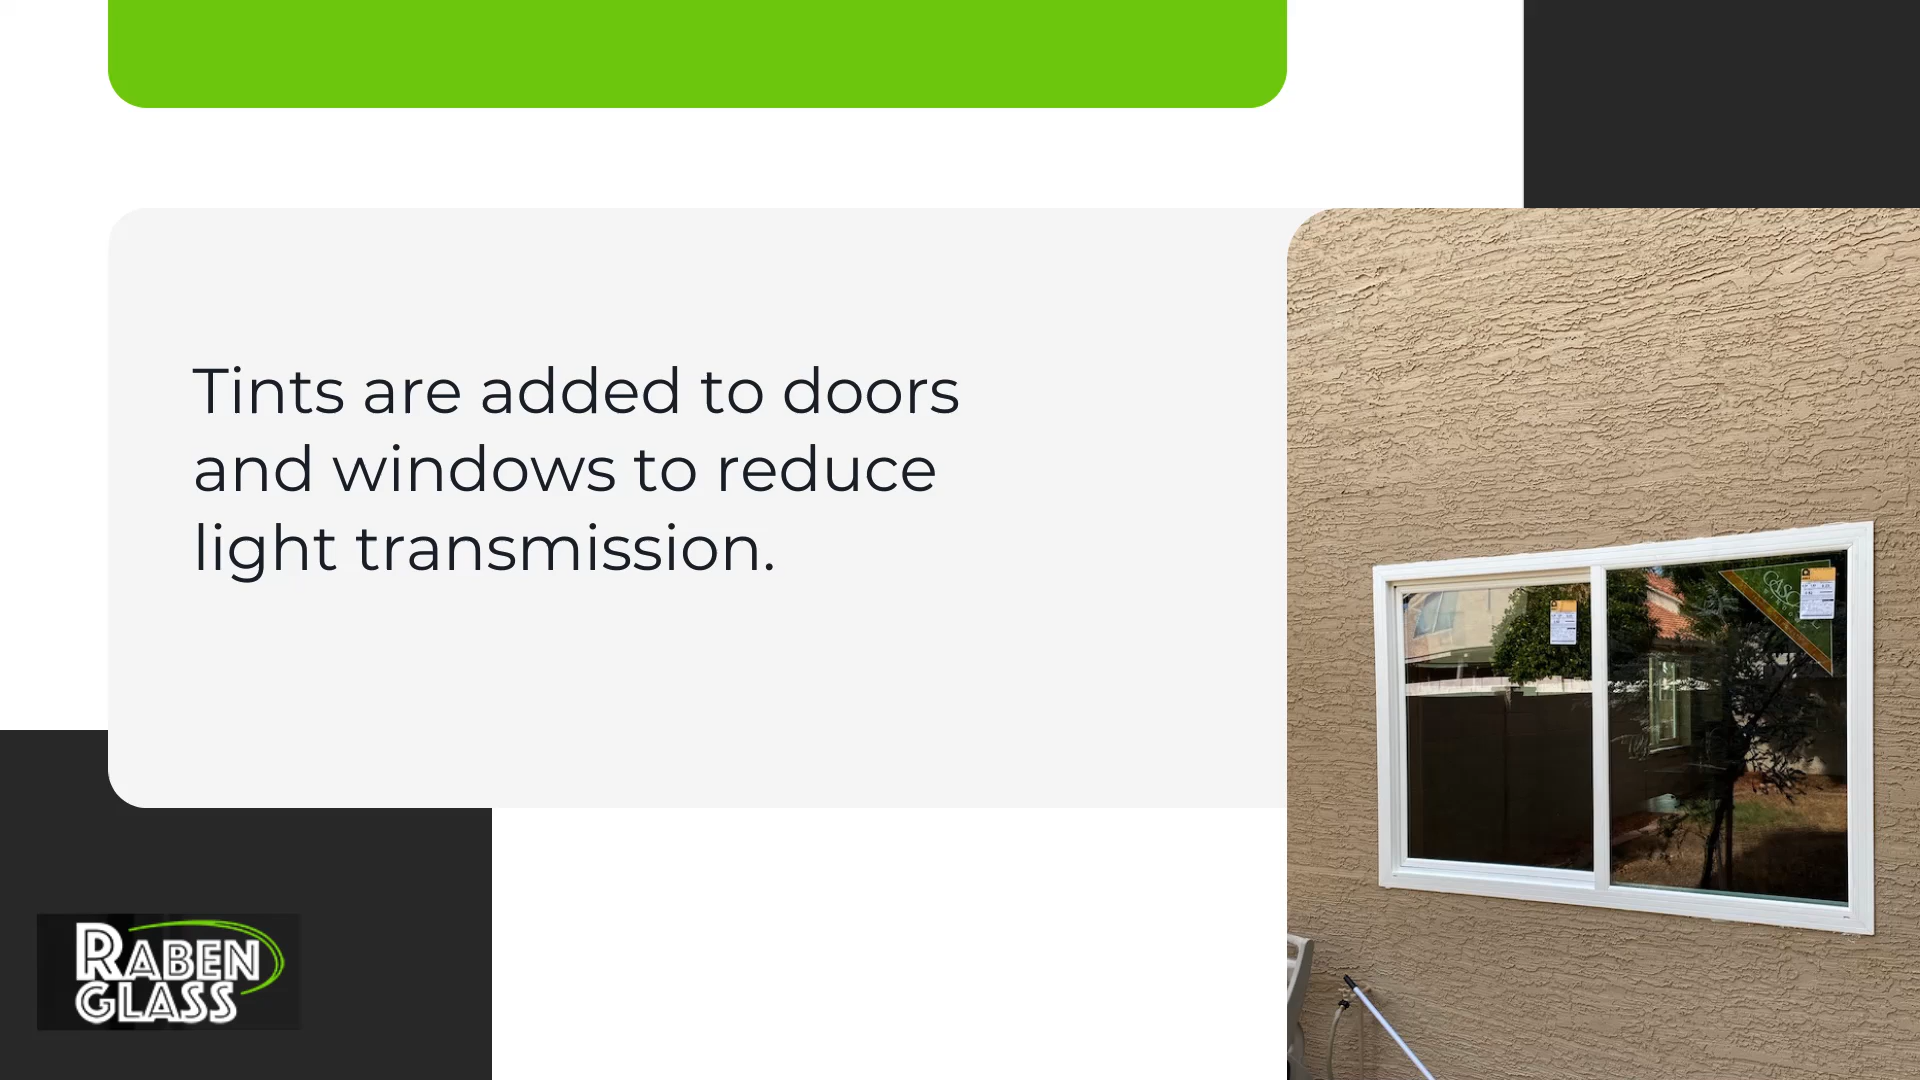 Tints are added to doors
and windows to reduce
light transmission.
RABEN
GLASS